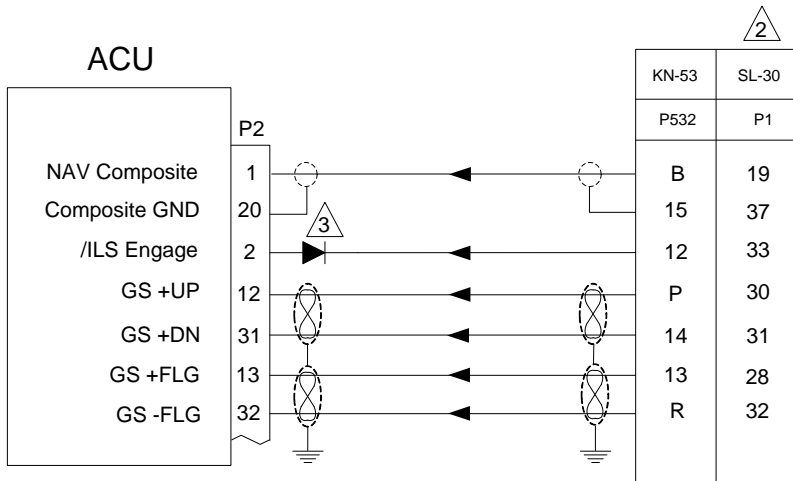 2
ACU
KN-53 SL-30
P532 P1
P2
NAV Composite 1 B 19
Composite GND 20 15 37
3
/ILS Engage 2 12 33
GS +UP 12 P 30
GS +DN 31 14 31
GS +FLG 13 13 28
GS -FLG 32 R 32